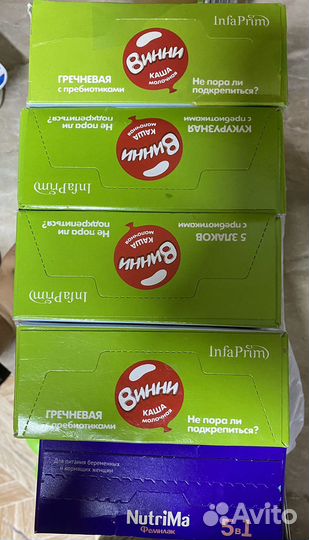 InfaPrim
ВИННИ
КАША
МОЛОЧНАЯ
ГРЕЧНЕВАЯ
с пребиотиками
Не пора ли
подкрепиться?
КУКУРУЗНАЯ
с пребиотиками
ВИННИ
КАША
МОЛОЧНАЯ
Не пора ли
подкрепиться?
InfaPrim
5 ЗЛАКОВ
с пребиотиками
ВИННИ
КАША
МОЛОЧНАЯ
Не пора ли
подкрепиться?
InfaPrim
InfaPrim
ВИННИ
КАША
МОЛОЧНАЯ
ГРЕЧНЕВАЯ
с пребиотиками
Не пора ли
подкрепиться?
Для питания беременных
и кормящих женщин
NutriMa
Фемилак
5в1
Avito